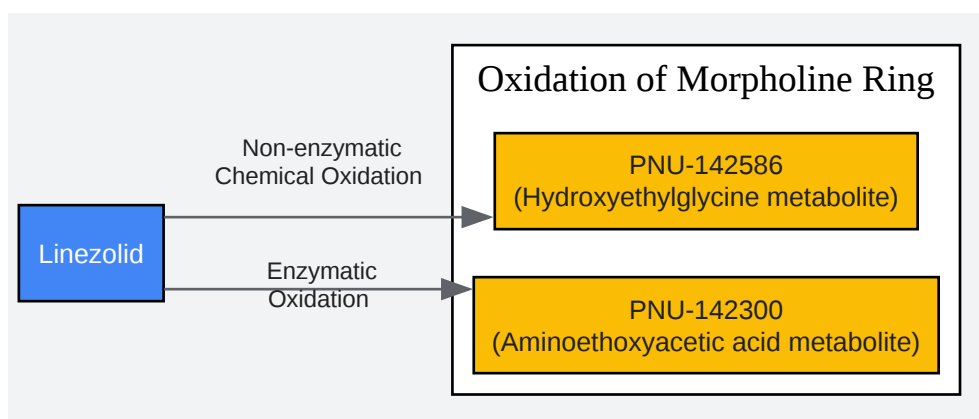 Oxidation of Morpholine Ring
Non-enzymatic
Chemical Oxidation
PNU-142586
(Hydroxyethylglycine metabolite)
Linezolid
Enzymatic
Oxidation
PNU-142300
(Aminoethoxyacetic acid metabolite)